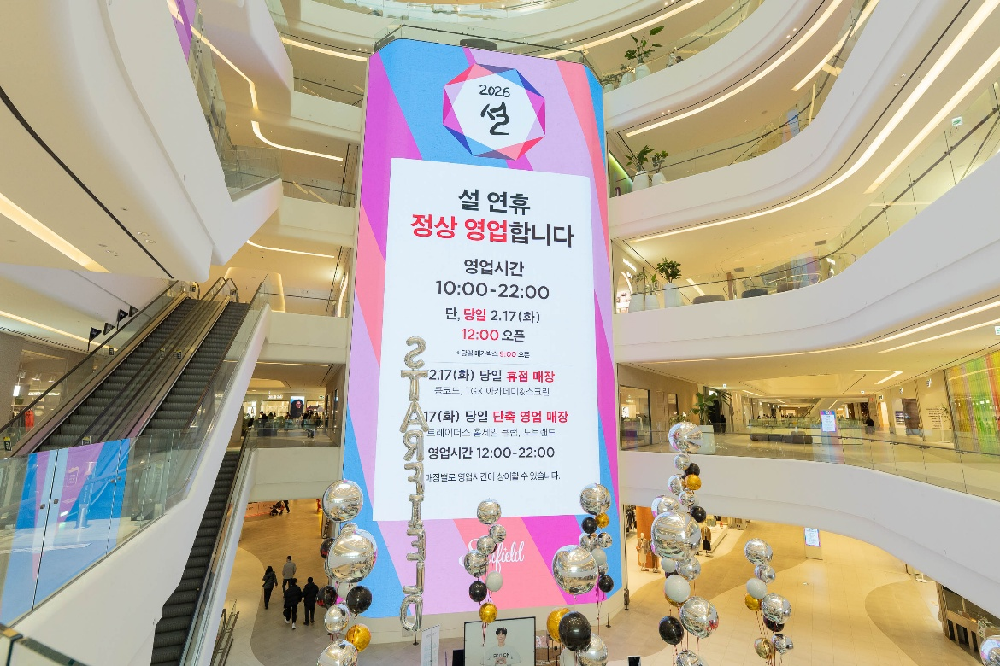 2026
설
설 연휴
정상 영업합니다
영업시간
10:00-22:00
단, 당일 2.17(화)
12:00 오픈
* 당일 메가박스 9:00 오픈
2.17(화) 당일 휴점 매장
콩코드, TGX 아카데미&스크린
17(화) 당일 단축 영업 매장
트레이더스 홀세일 클럽, 노브랜드
영업시간 12:00-22:00
매장별로 영업시간이 상이할 수 있습니다.
STARFIELD